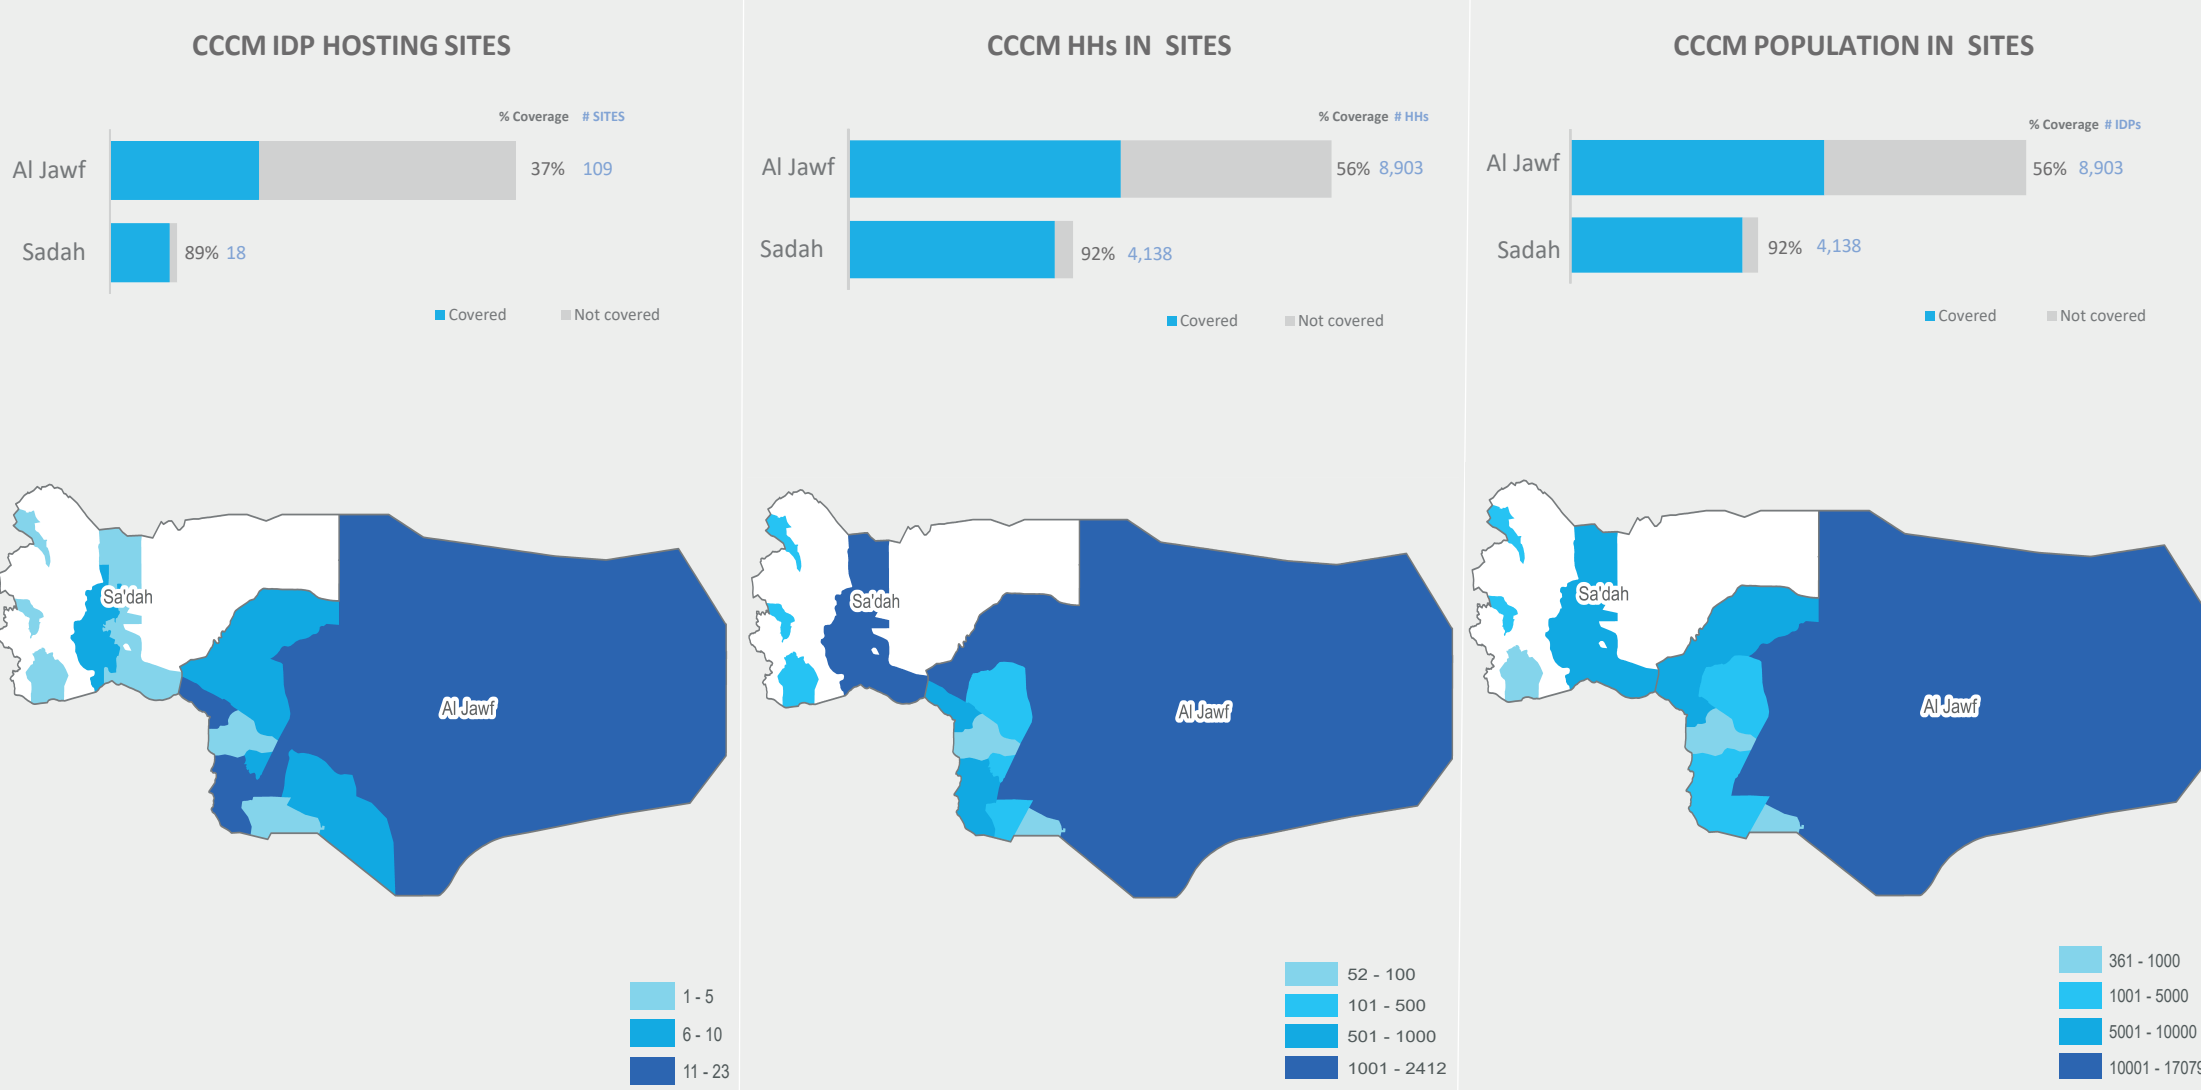 CCCM IDP HOSTING SITES
% Coverage # SITES
Al Jawf 37% 109
Sadah 89% 18
Covered Not covered
Sa'dah
Al Jawf
1 - 5
6 - 10
11 - 23
CCCM HHs IN SITES
% Coverage # HHs
Al Jawf 56% 8,903
Sadah 92% 4,138
Covered Not covered
Sa'dah
Al Jawf
52 - 100
101 - 500
501 - 1000
1001 - 2412
CCCM POPULATION IN SITES
% Coverage # IDPs
Al Jawf 56% 8,903
Sadah 92% 4,138
Covered Not covered
Sa'dah
Al Jawf
361 - 1000
1001 - 5000
5001 - 10000
10001 - 17079